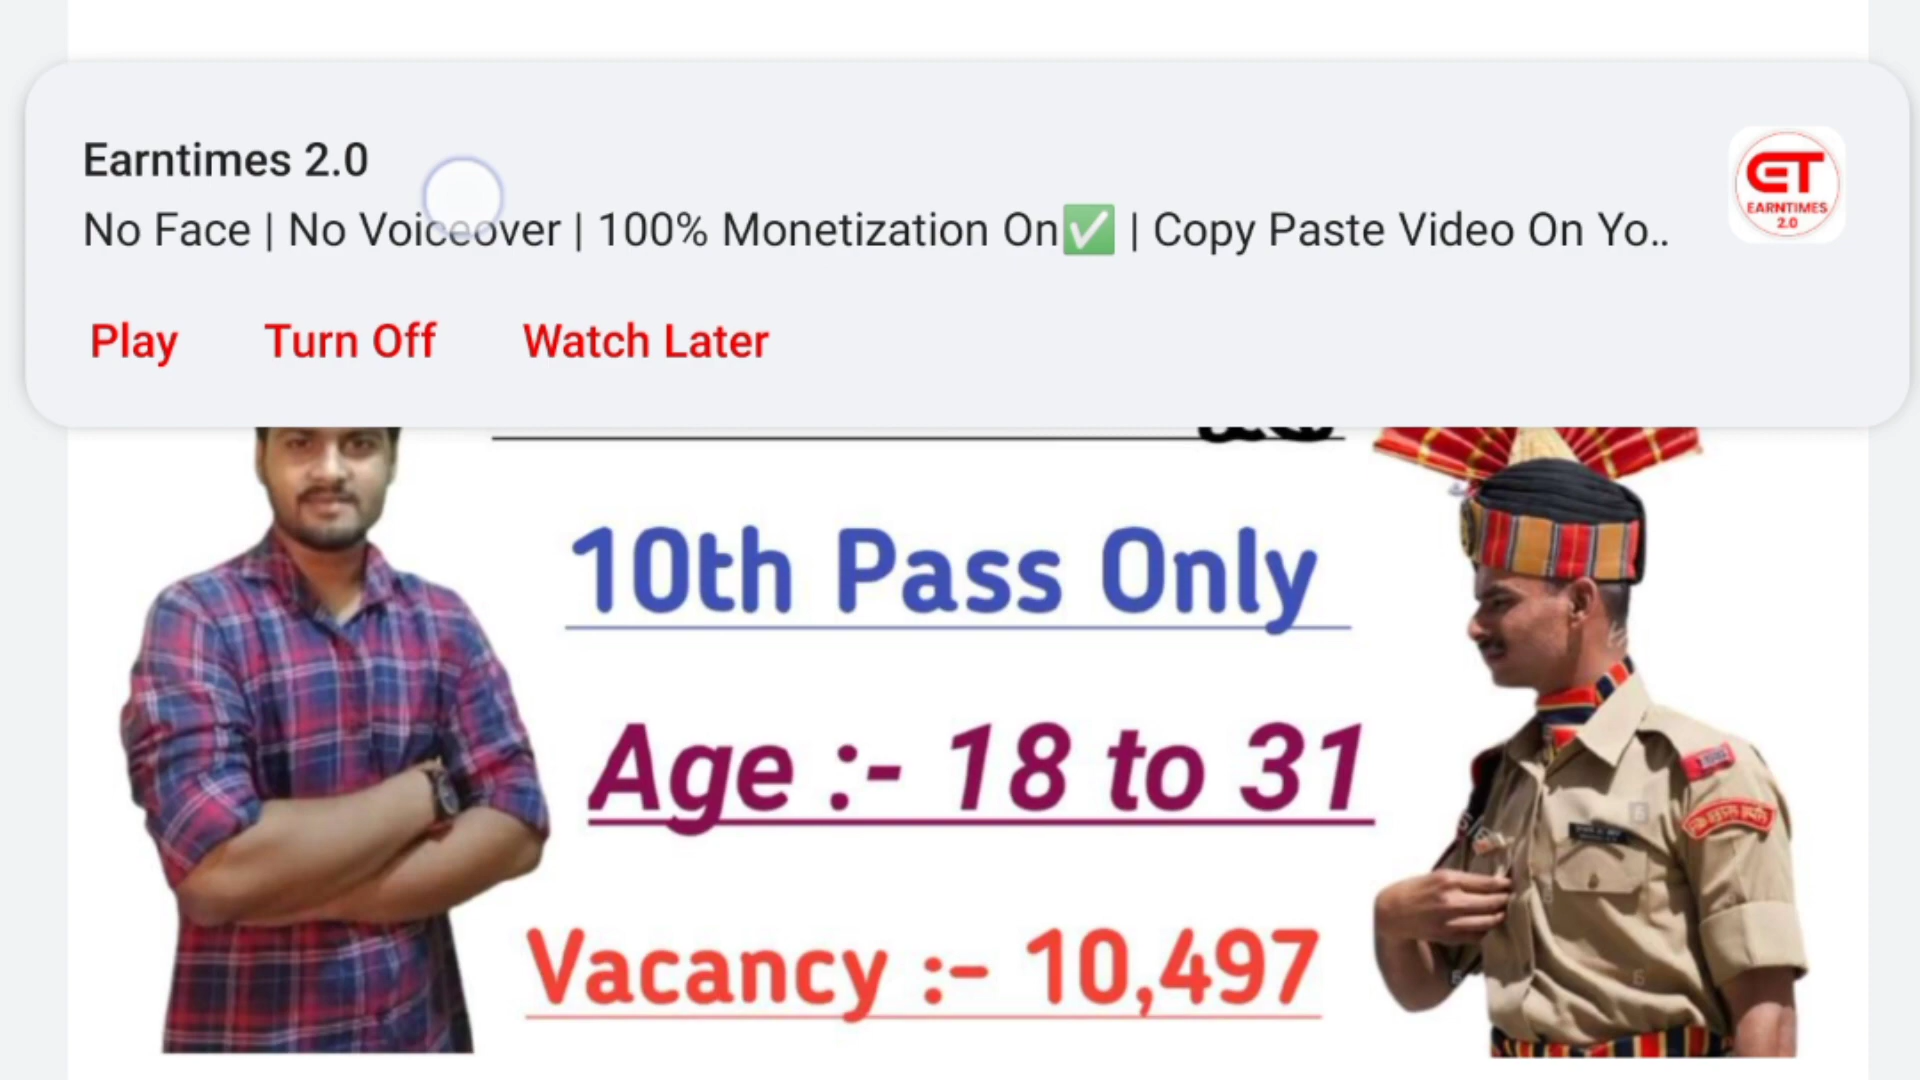 Earntimes 2.0
No Face | No Voiceover | 100% Monetization On✅ | Copy Paste Video On Yo..
ET
EARNTIMES
2.0
Play Turn Off Watch Later
10th Pass Only
Age :- 18 to 31
Vacancy :- 10,497